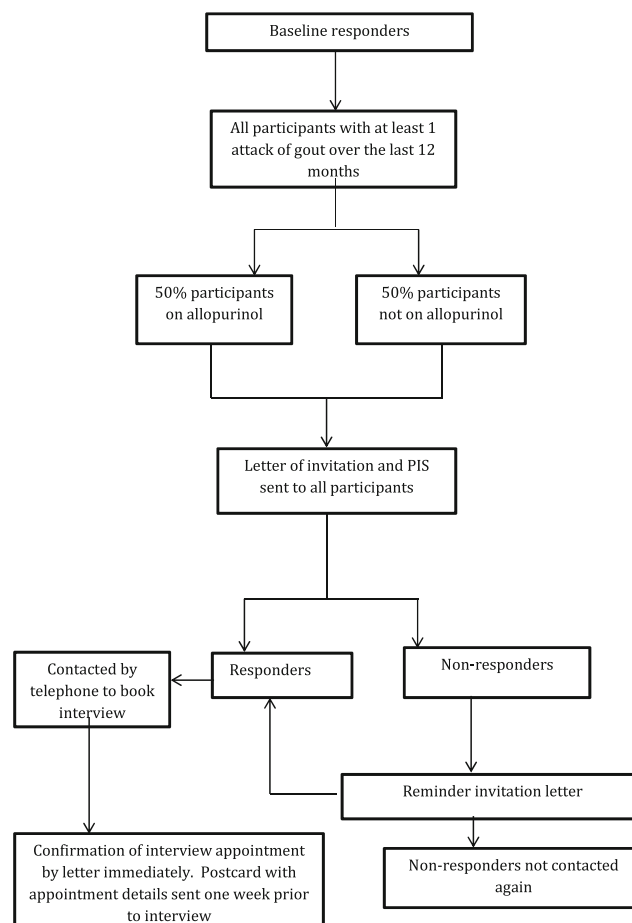 Baseline responders
All participants with at least 1
attack of gout over the last 12
months
50% participants
on allopurinol
50% participants
not on allopurinol
Letter of invitation and PIS
sent to all participants
Contacted by
telephone to book
interview
Responders
Non-responders
Reminder invitation letter
Confirmation of interview appointment
by letter immediately. Postcard with
appointment details sent one week prior
to interview
Non-responders not contacted
again